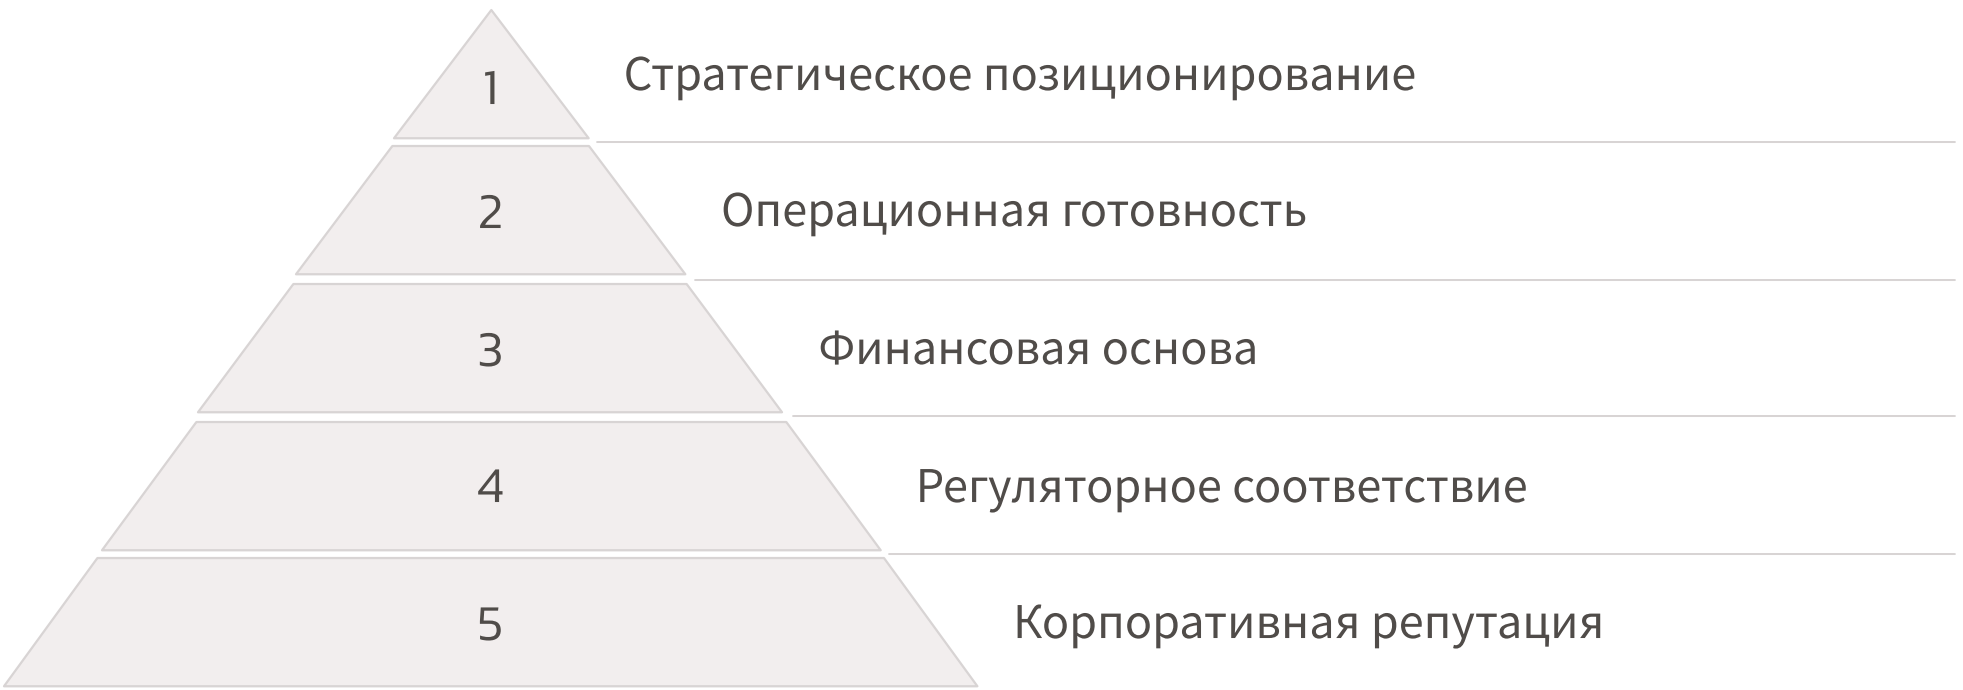 1 Стратегическое позиционирование
2 Операционная готовность
3 Финансовая основа
4 Регуляторное соответствие
5 Корпоративная репутация